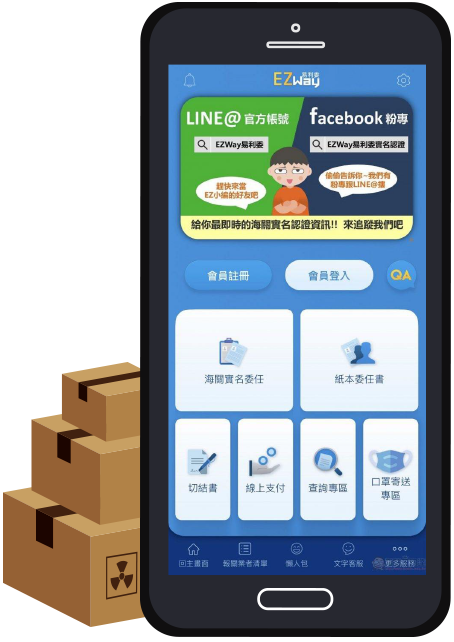 EZway 易利委
LINE@ 官方帳號
facebook 粉專
EZWay易利委
EZWay易利委實名認證
趕快來當
EZ小編的好友吧
偷偷告訴你~我們有
粉專跟LINE@喔
給你最即時的海關實名認證資訊!! 來追蹤我們吧
會員註冊
會員登入
QA
海關實名委任
紙本委任書
切結書
線上支付
查詢專區
口罩寄送
專區
回主畫面
報關業者清單
懶人包
文字客服
更多服務